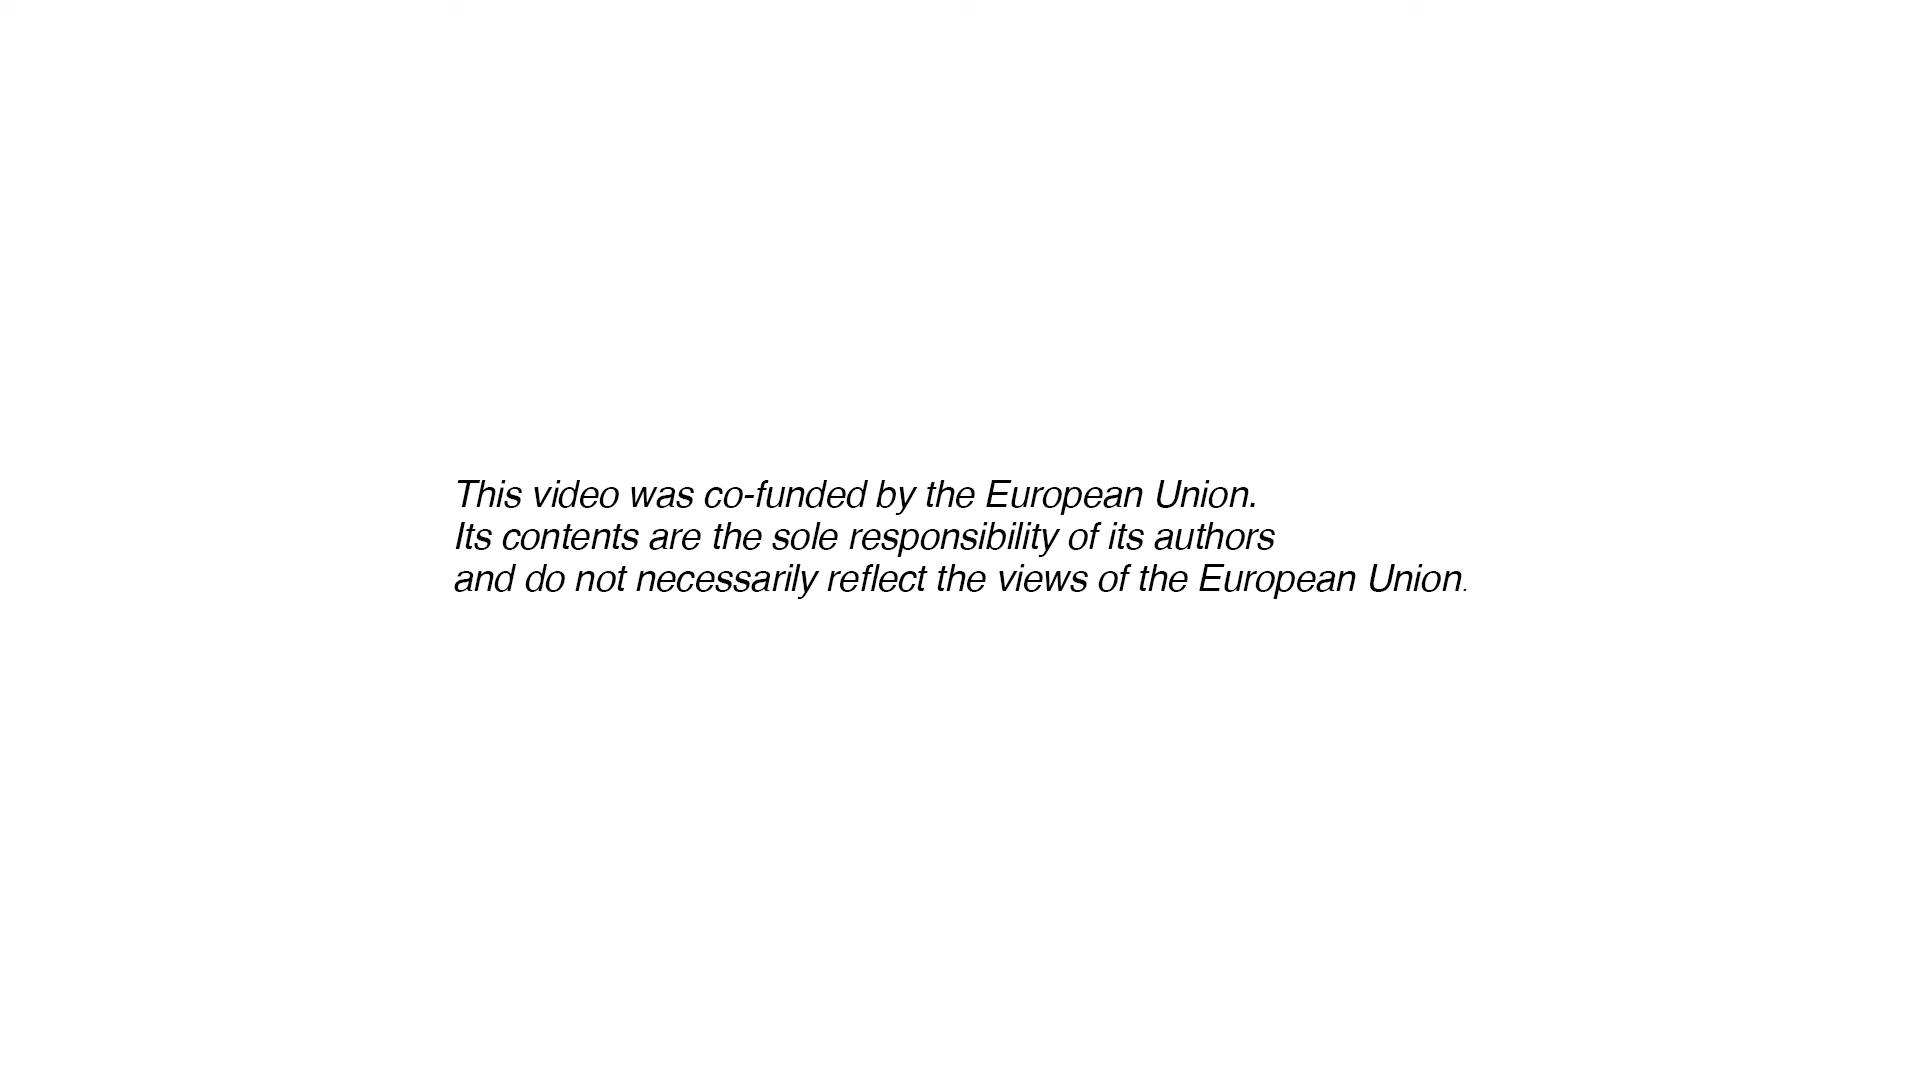 This video was co-funded by the European Union.
Its contents are the sole responsibility of its authors
and do not necessarily reflect the views of the European Union.